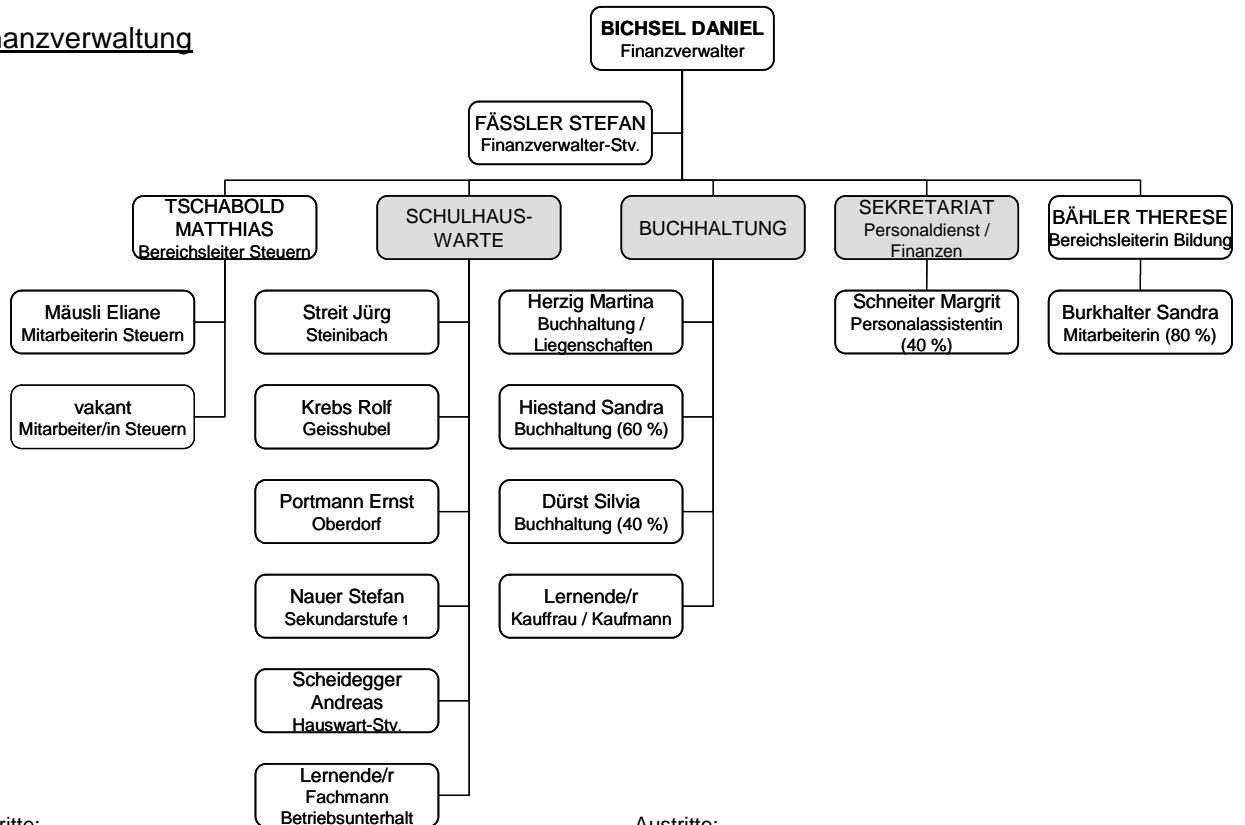 nanzverwaltung
BICHSEL DANIEL
Finanzverwalter
FÄSSLER STEFAN
Finanzverwalter-Stv.
TSCHABOLD
MATTHIAS
Bereichsleiter Steuern
SCHULHAUS-
WARTE
BUCHHALTUNG
SEKRETARIAT
Personaldienst /
Finanzen
BÄHLER THERESE
Bereichsleiterin Bildung
Mäusli Eliane
Mitarbeiterin Steuern
Streit Jürg
Steinibach
Herzig Martina
Buchhaltung /
Liegenschaften
Schneiter Margrit
Personalassistentin
(40 %)
Burkhalter Sandra
Mitarbeiterin (80 %)
vakant
Mitarbeiter/in Steuern
Krebs Rolf
Geisshubel
Hiestand Sandra
Buchhaltung (60 %)
Portmann Ernst
Oberdorf
Dürst Silvia
Buchhaltung (40 %)
Nauer Stefan
Sekundarstufe 1
Lernende/r
Kauffrau / Kaufmann
Scheidegger
Andreas
Hauswart-Stv.
Lernende/r
Fachmann
Betriebsunterhalt
ritte:
Austritte: